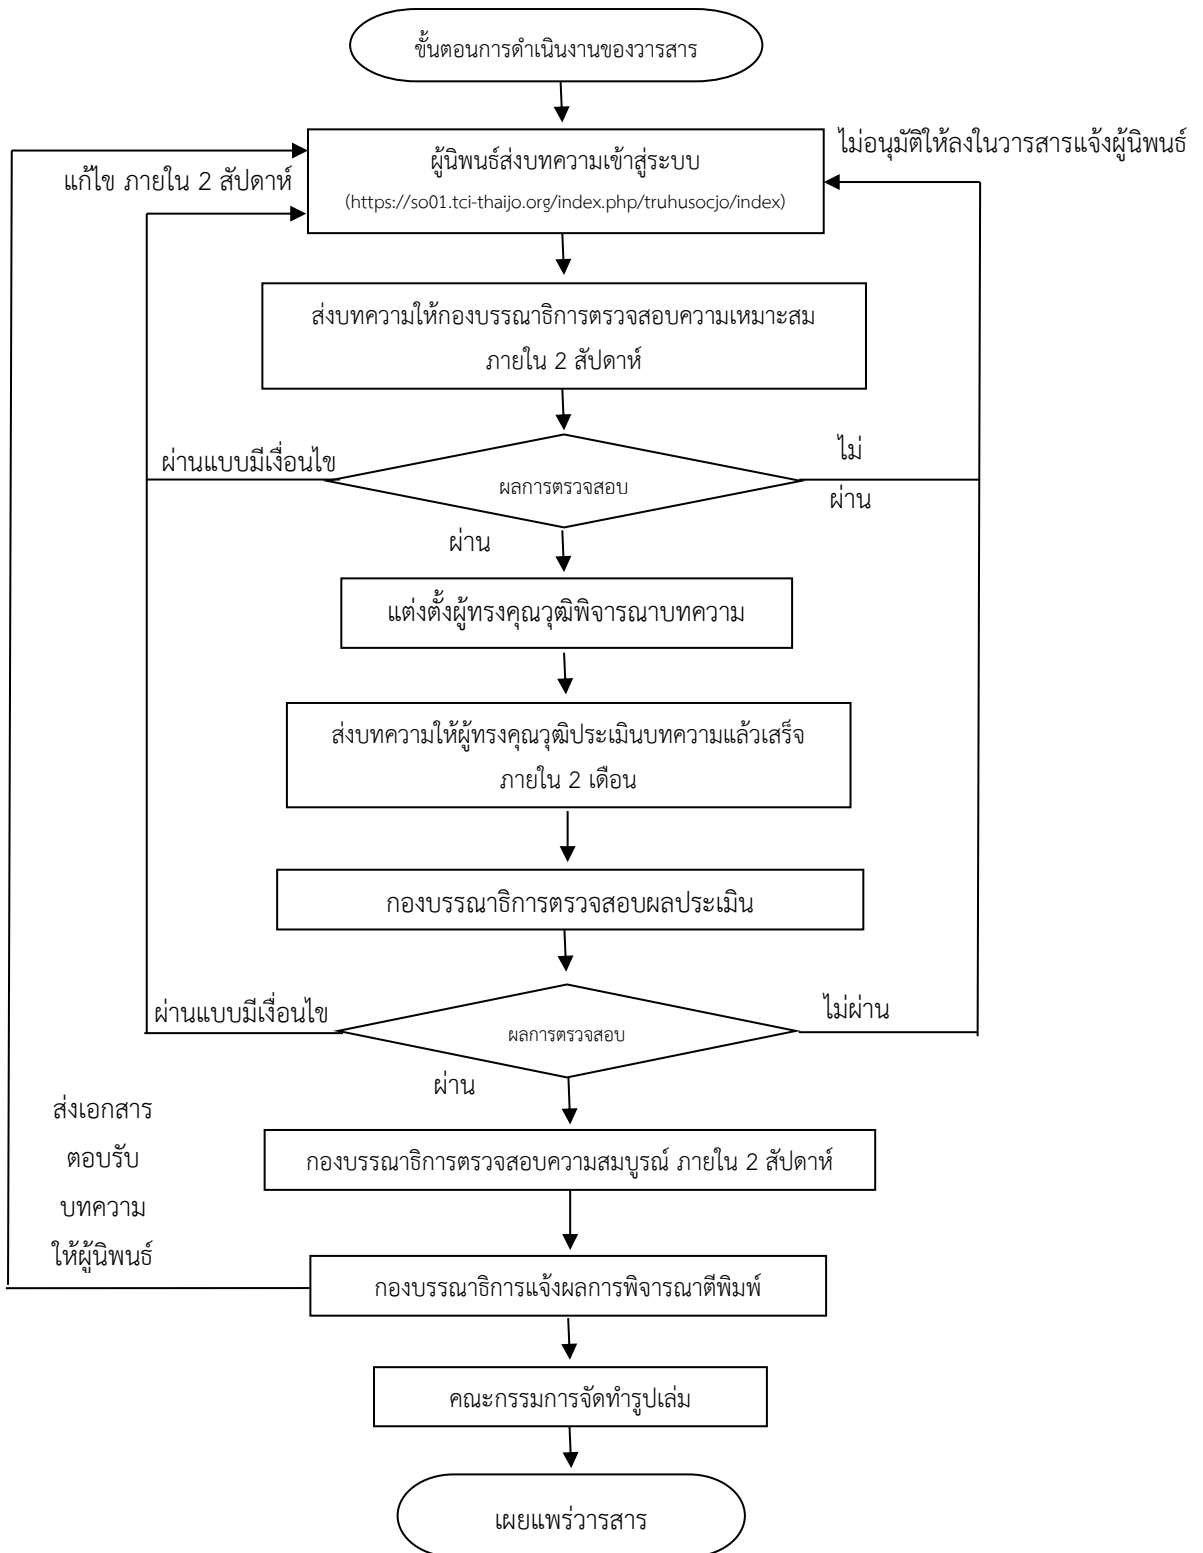 ขั้นตอนการดำเนินงานของวารสาร
ไม่อนุมัติให้ลงในวารสารแจ้งผู้นิพนธ์
ผู้นิพนธ์ส่งบทความเข้าสู่ระบบ
แก้ไข ภายใน 2 สัปดาห์
(https://so01.tci-thaijo.org/index.php/truhusocjo/index)
ส่งบทความให้กองบรรณาธิการตรวจสอบความเหมาะสม
ภายใน 2 สัปดาห์
ผ่านแบบมีเงื่อนไข
ไม่
ผลการตรวจสอบ
ผ่าน
ผ่าน
แต่งตั้งผู้ทรงคุณวุฒิพิจารณาบทความ
ส่งบทความให้ผู้ทรงคุณวุฒิประเมินบทความแล้วเสร็จ
ภายใน 2 เดือน
กองบรรณาธิการตรวจสอบผลประเมิน
ผ่านแบบมีเงื่อนไข
ไม่ผ่าน
ผลการตรวจสอบ
ผ่าน
ส่งเอกสาร
ตอบรับ
บทความ
ให้ผู้นิพนธ์
กองบรรณาธิการตรวจสอบความสมบูรณ์ ภายใน 2 สัปดาห์
กองบรรณาธิการแจ้งผลการพิจารณาตีพิมพ์
คณะกรรมการจัดทำรูปเล่ม
เผยแพร่วารสาร